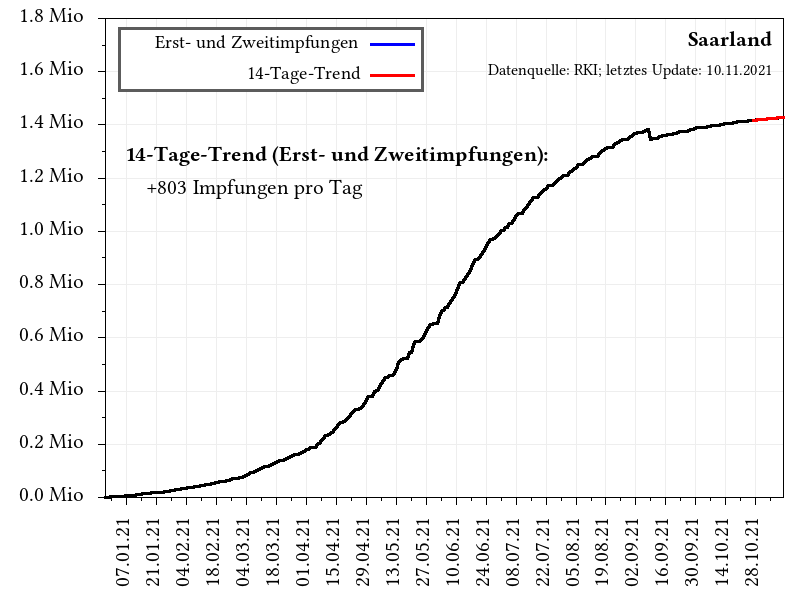 1.8 Mio
1.6 Mio
1.4 Mio
1.2 Mio
1.0 Mio
0.8 Mio
0.6 Mio
0.4 Mio
0.2 Mio
0.0 Mio
Erst- und Zweitimpfungen
14-Tage-Trend
Saarland
Datenquelle: RKI; letztes Update: 10.11.2021
14-Tage-Trend (Erst- und Zweitimpfungen):
+803 Impfungen pro Tag
07.01.21
21.01.21
04.02.21
18.02.21
04.03.21
18.03.21
01.04.21
15.04.21
29.04.21
13.05.21
27.05.21
10.06.21
24.06.21
08.07.21
22.07.21
05.08.21
19.08.21
02.09.21
16.09.21
30.09.21
14.10.21
28.10.21